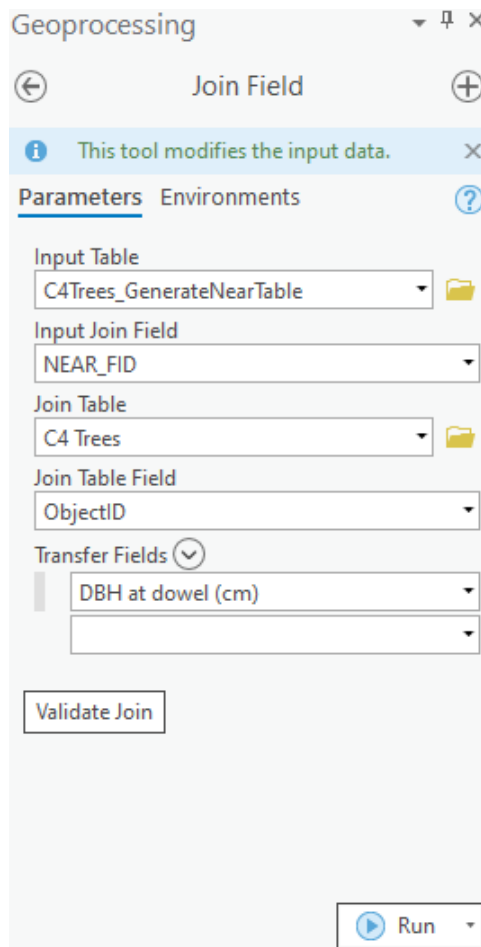 Geoprocessing
Join Field
This tool modifies the input data.
Parameters Environments
Input Table
C4Trees_GenerateNearTable
Input Join Field
NEAR_FID
Join Table
C4 Trees
Join Table Field
ObjectID
Transfer Fields
DBH at dowel (cm)
Validate Join
Run